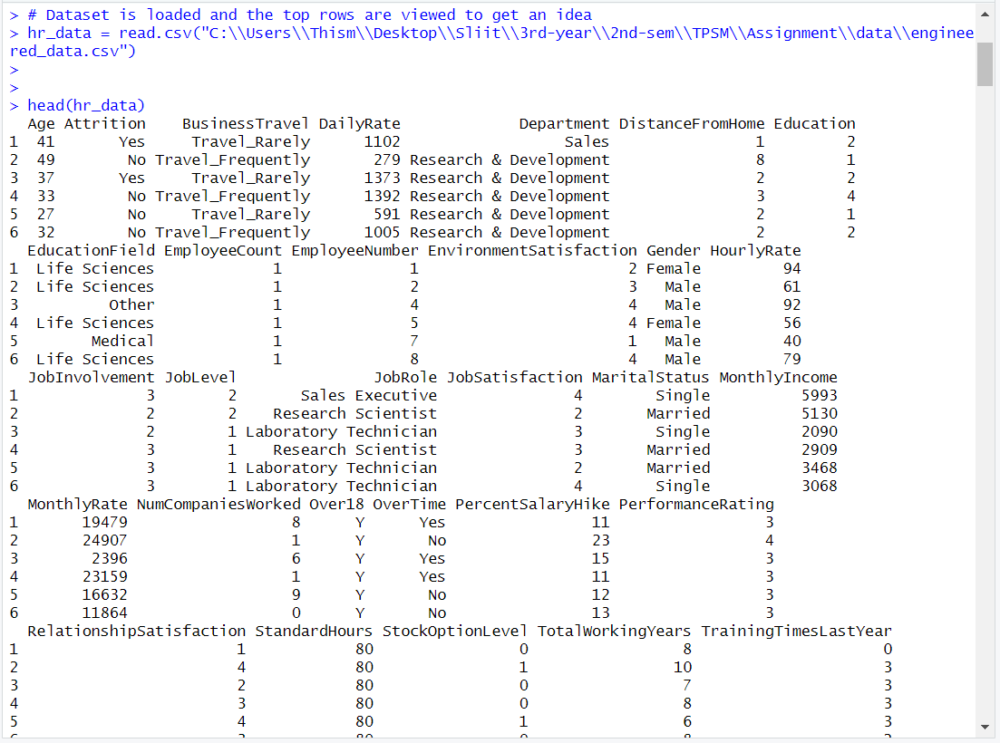 > # Dataset is loaded and the top rows are viewed to get an idea
> hr_data = read.csv("C:\\Users\\Thism\\Desktop\\Sliit\\3rd-year\\2nd-sem\\TPSM\\Assignment\\data\\enginee
red_data.csv")
>
>
> head(hr_data)
  Age Attrition    BusinessTravel DailyRate             Department DistanceFromHome Education
1  41       Yes     Travel_Rarely      1102                  Sales                1         2
2  49        No Travel_Frequently       279 Research & Development                8         1
3  37       Yes     Travel_Rarely      1373 Research & Development                2         2
4  33        No Travel_Frequently      1392 Research & Development                3         4
5  27        No     Travel_Rarely       591 Research & Development                2         1
6  32        No Travel_Frequently      1005 Research & Development                2         2
  EducationField EmployeeCount EmployeeNumber EnvironmentSatisfaction Gender HourlyRate
1  Life Sciences             1              1                       2 Female         94
2  Life Sciences             1              2                       3   Male         61
3          Other             1              4                       4   Male         92
4  Life Sciences             1              5                       4 Female         56
5        Medical             1              7                       1   Male         40
6  Life Sciences             1              8                       4   Male         79
  JobInvolvement JobLevel               JobRole JobSatisfaction MaritalStatus MonthlyIncome
1              3        2       Sales Executive               4        Single          5993
2              2        2    Research Scientist               2       Married          5130
3              2        1 Laboratory Technician               3        Single          2090
4              3        1    Research Scientist               3       Married          2909
5              3        1 Laboratory Technician               2       Married          3468
6              3        1 Laboratory Technician               4        Single          3068
  MonthlyRate NumCompaniesWorked Over18 OverTime PercentSalaryHike PerformanceRating
1       19479                  8      Y      Yes                11                 3
2       24907                  1      Y       No                23                 4
3        2396                  6      Y      Yes                15                 3
4       23159                  1      Y      Yes                11                 3
5       16632                  9      Y       No                12                 3
6       11864                  0      Y       No                13                 3
  RelationshipSatisfaction StandardHours StockOptionLevel TotalWorkingYears TrainingTimesLastYear
1                        1            80                0                 8                     0
2                        4            80                1                10                     3
3                        2            80                0                 7                     3
4                        3            80                0                 8                     3
5                        4            80                1                 6                     3